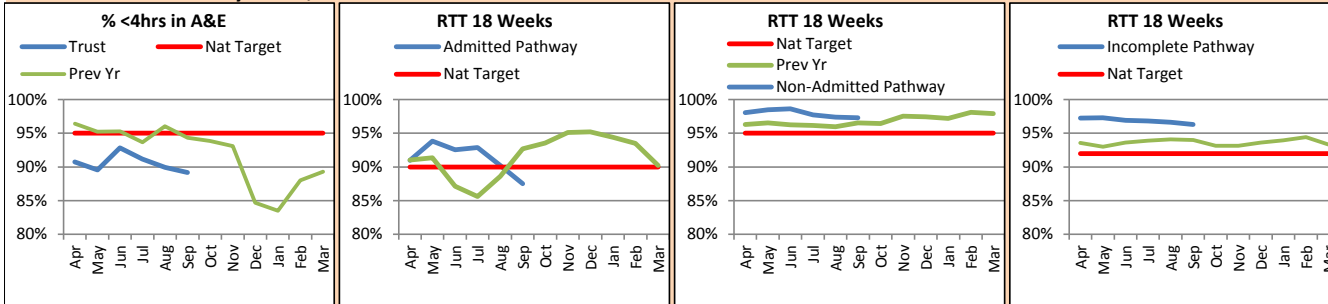 % <4hrs in A&E
Trust
Nat Target
Prev Yr
100%
95%
90%
85%
80%
Apr
May
Jun
Jul
Aug
Sep
Oct
Nov
Dec
Jan
Feb
Mar
RTT 18 Weeks
Admitted Pathway
Nat Target
100%
95%
90%
85%
80%
Apr
May
Jun
Jul
Aug
Sep
Oct
Nov
Dec
Jan
Feb
Mar
RTT 18 Weeks
Nat Target
Prev Yr
Non-Admitted Pathway
100%
95%
90%
85%
80%
Apr
May
Jun
Jul
Aug
Sep
Oct
Nov
Dec
Jan
Feb
Mar
RTT 18 Weeks
Incomplete Pathway
Nat Target
100%
95%
90%
85%
80%
Apr
May
Jun
Jul
Aug
Sep
Oct
Nov
Dec
Jan
Feb
Mar